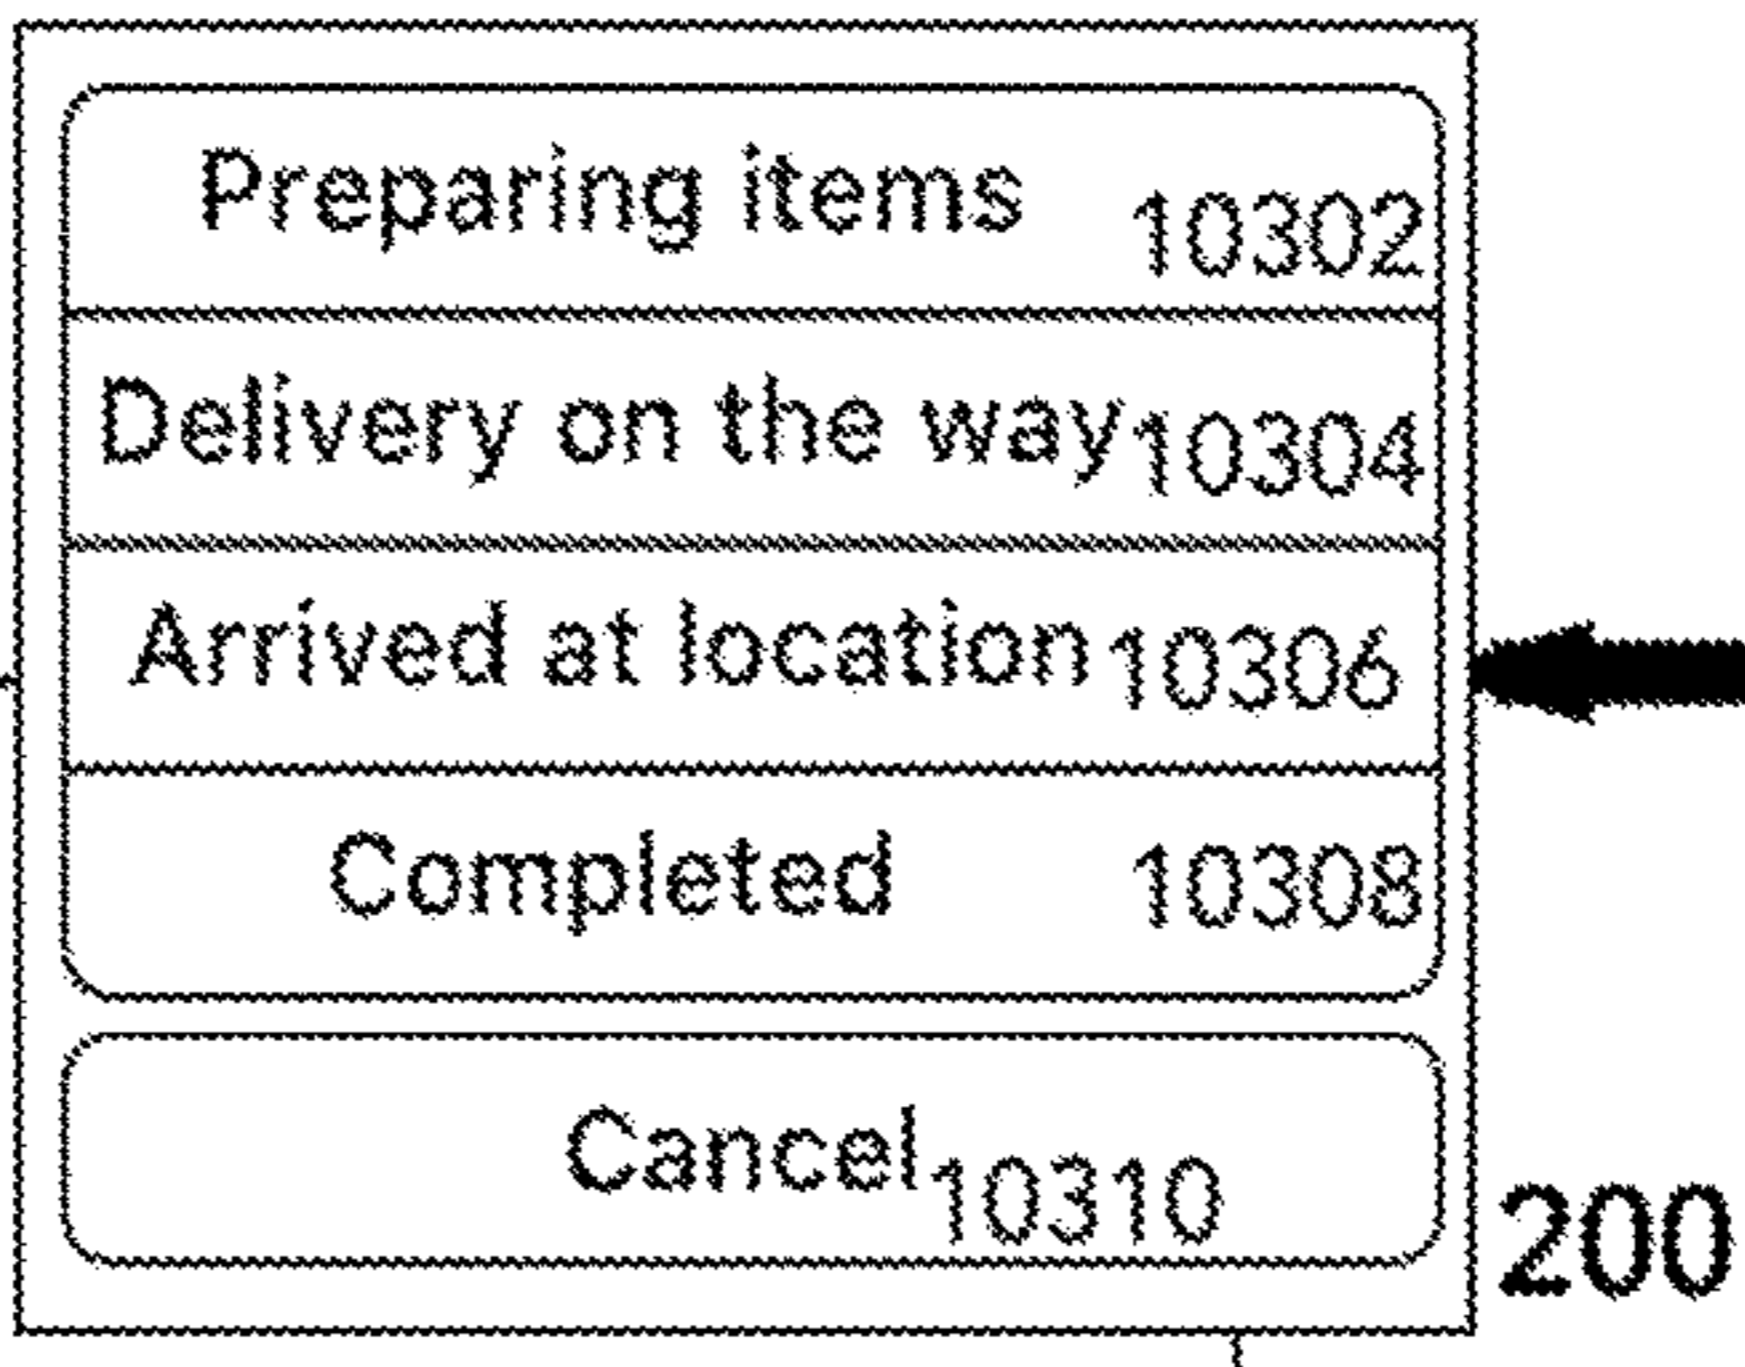 Preparing items 10302
Delivery on the way 10304
Arrived at location 10306
Completed 10308
Cancel 10310
200